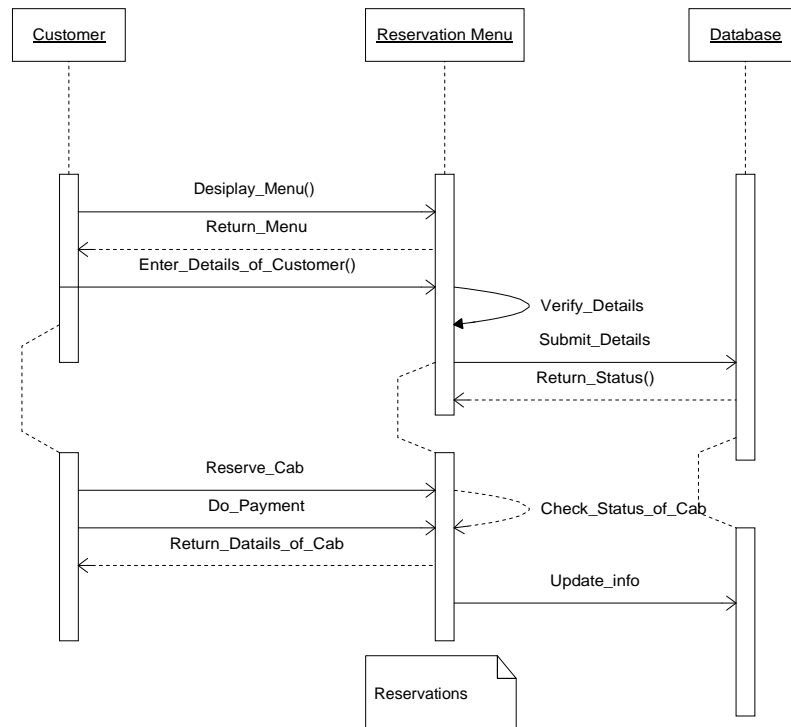 Customer
Reservation Menu
Database
Desiplay_Menu()
Return_Menu
Enter_Details_of_Customer()
Verify_Details
Submit_Details
Return_Status()
Reserve_Cab
Do_Payment
Check_Status_of_Cab
Return_Datails_of_Cab
Update_info
Reservations